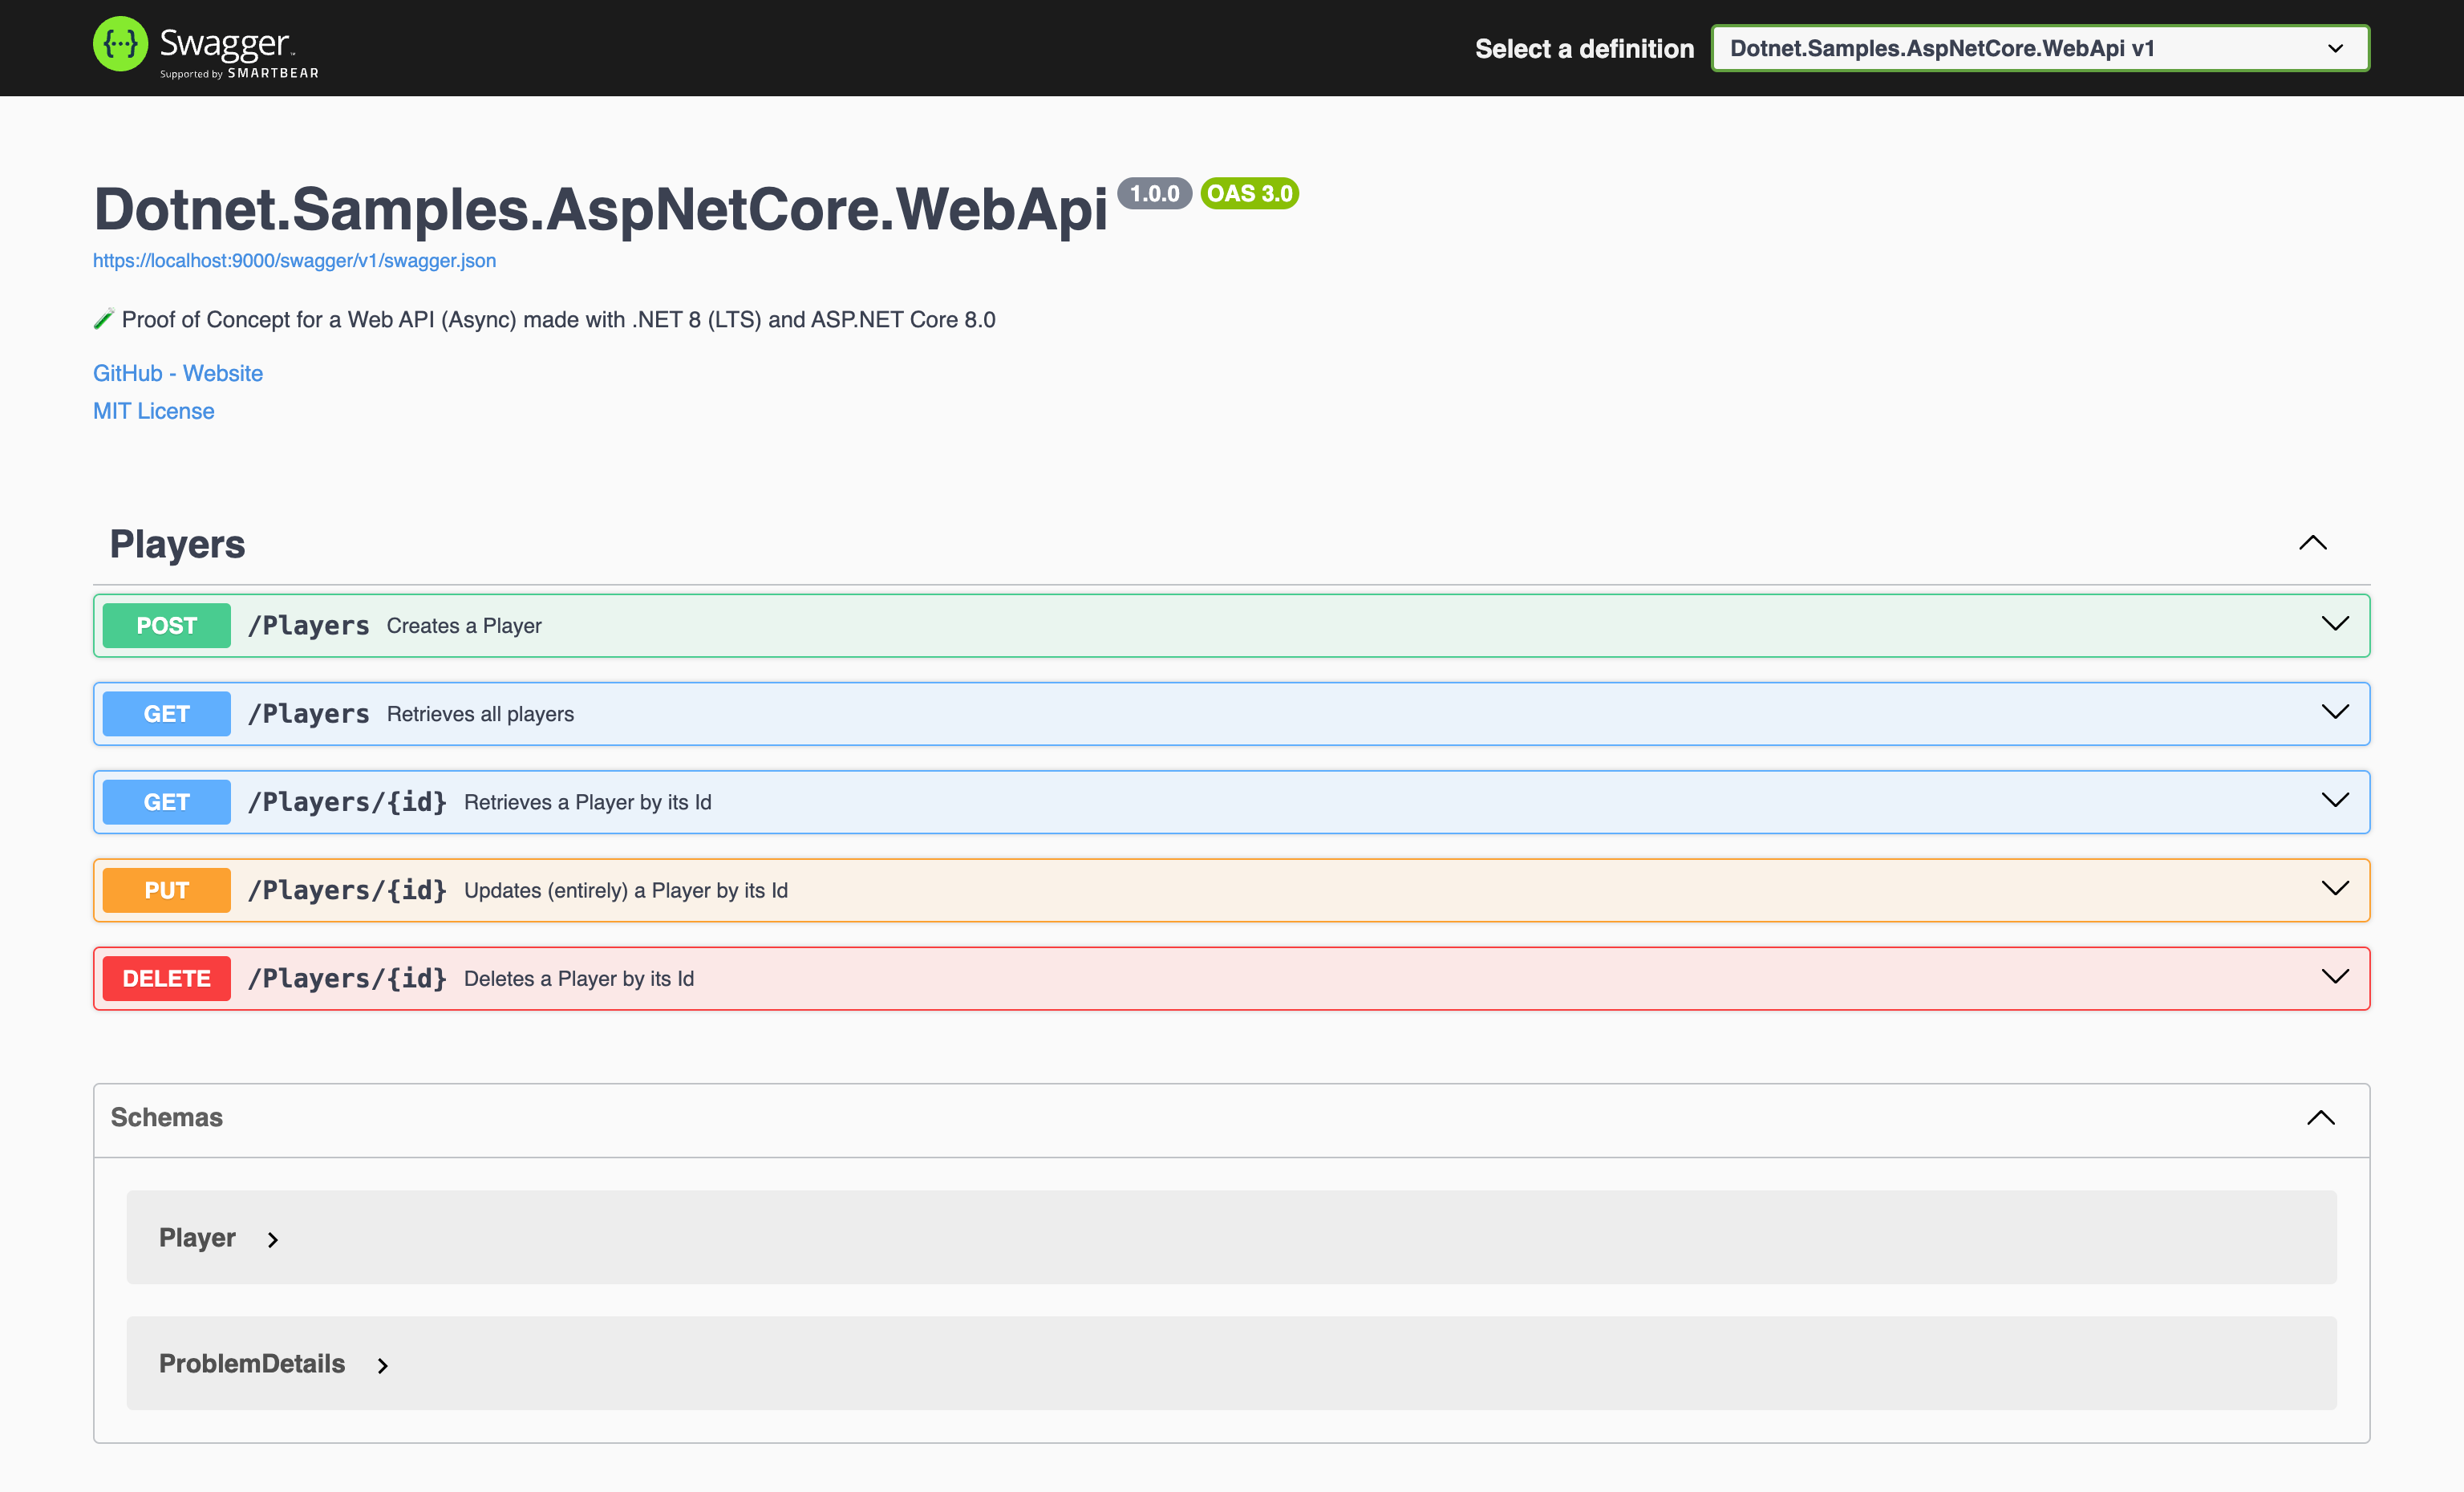 Swagger™
Supported by SMARTBEAR
Select a definition
Dotnet.Samples.AspNetCore.WebApi v1
Dotnet.Samples.AspNetCore.WebApi 1.0.0 OAS 3.0
https://localhost:9000/swagger/v1/swagger.json
🧪 Proof of Concept for a Web API (Async) made with .NET 8 (LTS) and ASP.NET Core 8.0
GitHub - Website
MIT License
Players
POST /Players Creates a Player
GET /Players Retrieves all players
GET /Players/{id} Retrieves a Player by its Id
PUT /Players/{id} Updates (entirely) a Player by its Id
DELETE /Players/{id} Deletes a Player by its Id
Schemas
Player
ProblemDetails